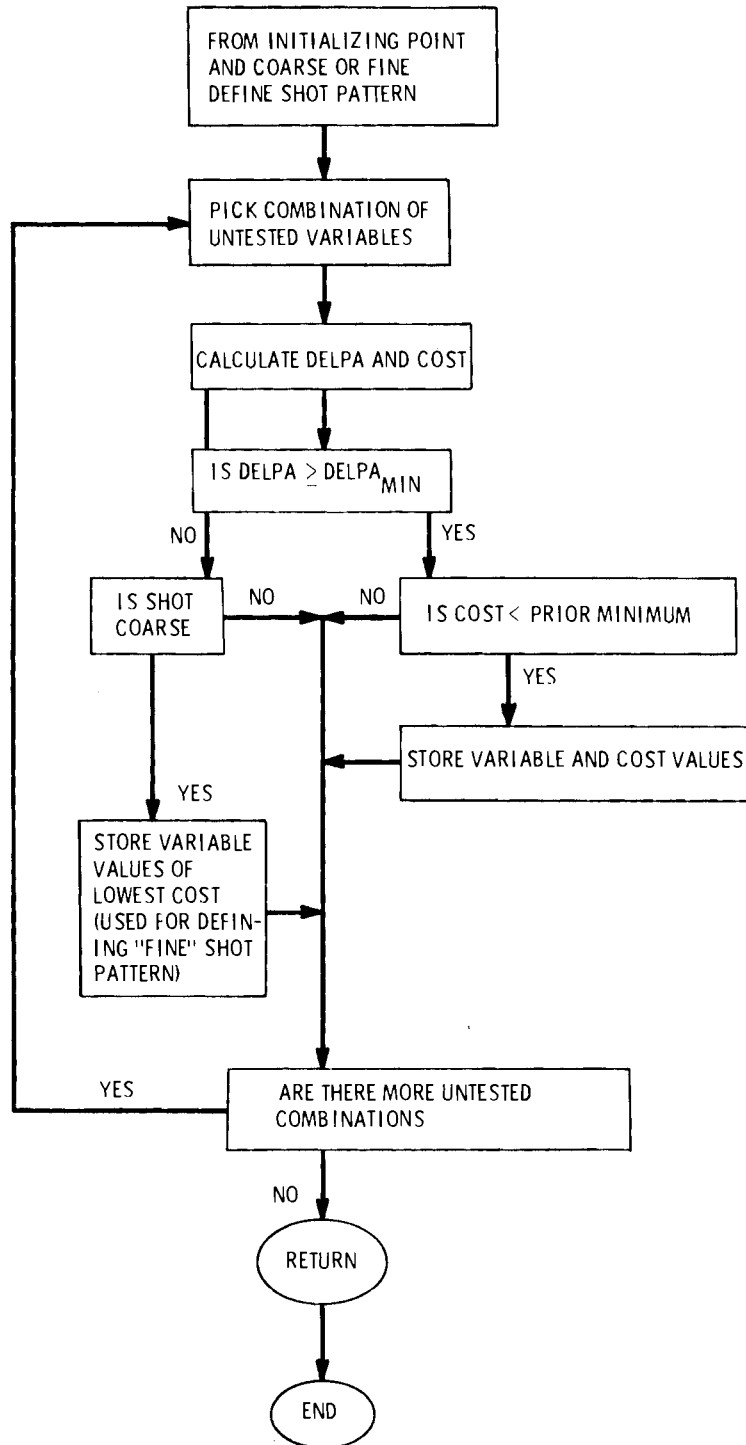 FROM INITIALIZING POINT
AND COARSE OR FINE
DEFINE SHOT PATTERN
PICK COMBINATION OF
UNTESTED VARIABLES
CALCULATE DELPA AND COST
IS DELPA ≥ DELPA MIN
NO
YES
IS SHOT
COARSE
NO
NO
IS COST < PRIOR MINIMUM
YES
STORE VARIABLE AND COST VALUES
YES
STORE VARIABLE
VALUES OF
LOWEST COST
(USED FOR DEFIN-
ING "FINE" SHOT
PATTERN)
YES
ARE THERE MORE UNTESTED
COMBINATIONS
NO
RETURN
END